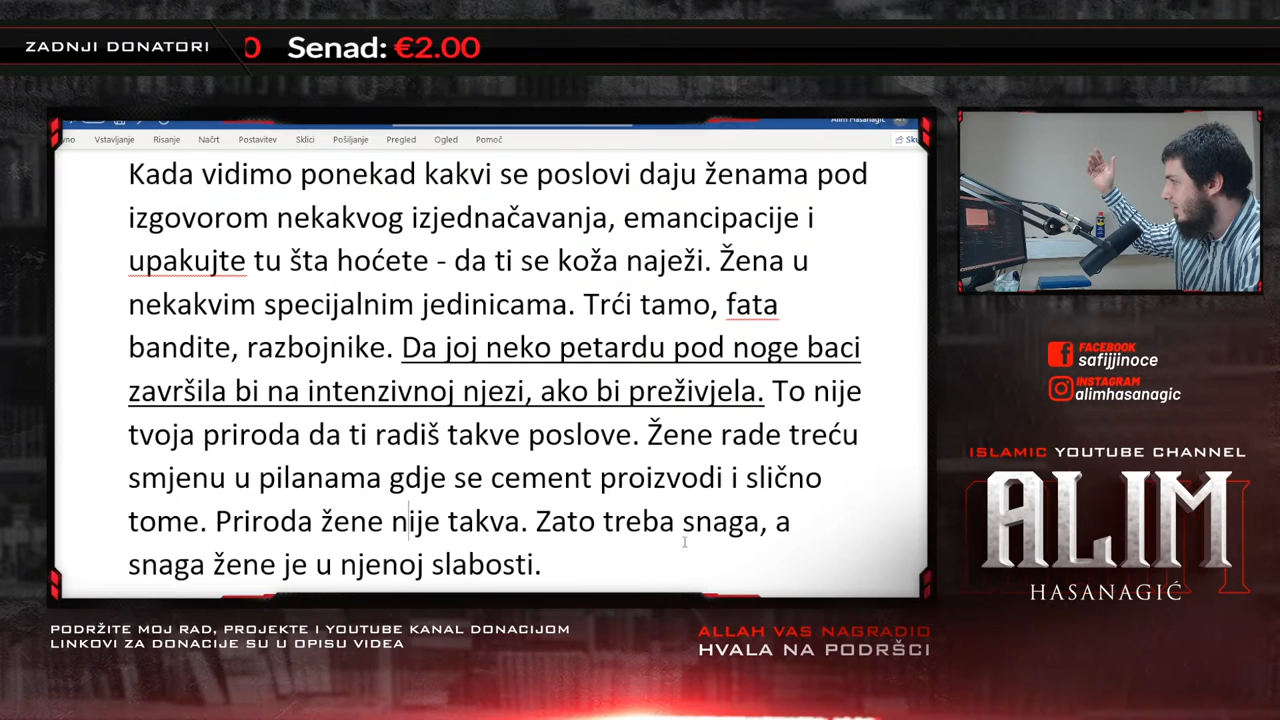 ZADNJI DONATORI
0 Senad: €2.00
Alim Hasanagić
Vstavljanje Risanje Načrt Postavitev Sklici Pošiljanje Pregled Ogled Pomoč
Kada vidimo ponekad kakvi se poslovi daju ženama pod
izgovorom nekakvog izjednačavanja, emancipacije i
upakujte tu šta hoćete - da ti se koža naježi. Žena u
nekakvim specijalnim jedinicama. Trći tamo, fata
bandite, razbojnike. Da joj neko petardu pod noge baci
završila bi na intenzivnoj njezi, ako bi preživjela. To nije
tvoja priroda da ti radiš takve poslove. Žene rade treću
smjenu u pilanama gdje se cement proizvodi i slično
tome. Priroda žene nije takva. Zato treba snaga, a
snaga žene je u njenoj slabosti.
FACEBOOK
safijjinoce
INSTAGRAM
alimhasanagic
ISLAMIC YOUTUBE CHANNEL
ALIM
HASANAGIĆ
PODRŽITE MOJ RAD, PROJEKTE I YOUTUBE KANAL DONACIJOM
LINKOVI ZA DONACIJE SU U OPISU VIDEA
ALLAH VAS NAGRADIO
HVALA NA PODRŠCI